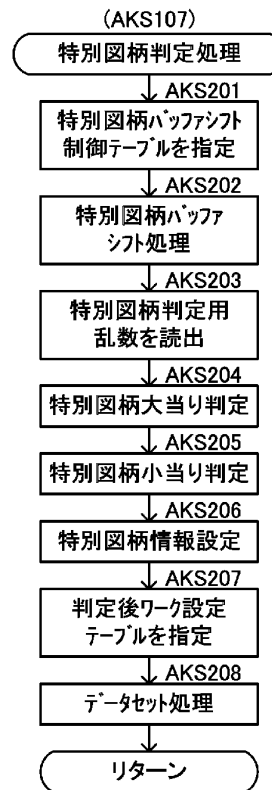 (AKS107)
特別図柄判定処理
AKS201
特別図柄バッファシフト
制御テーブルを指定
AKS202
特別図柄バッファ
シフト処理
AKS203
特別図柄判定用
乱数を読出
AKS204
特別図柄大当り判定
AKS205
特別図柄小当り判定
AKS206
特別図柄情報設定
AKS207
判定後ワーク設定
テーブルを指定
AKS208
データセット処理
リターン